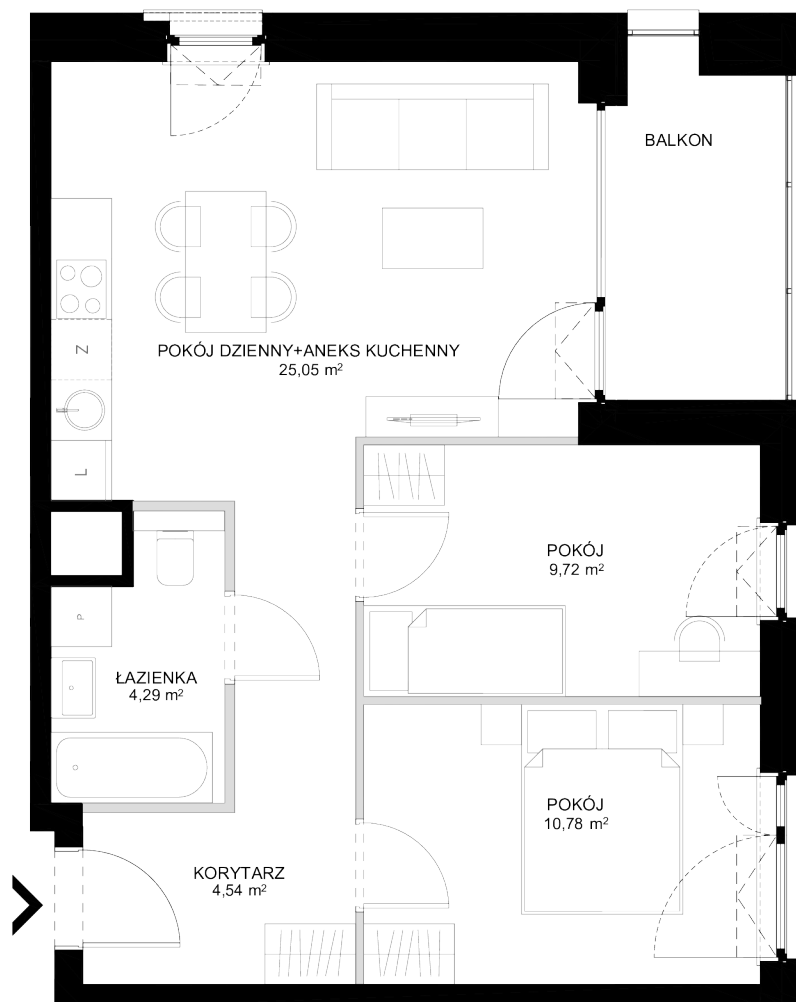 BALKON
POKÓJ DZIENNY+ANEKS KUCHENNY
25,05 m²
Z
L
POKÓJ
9,72 m²
P
ŁAZIENKA
4,29 m²
POKÓJ
10,78 m²
KORYTARZ
4,54 m²